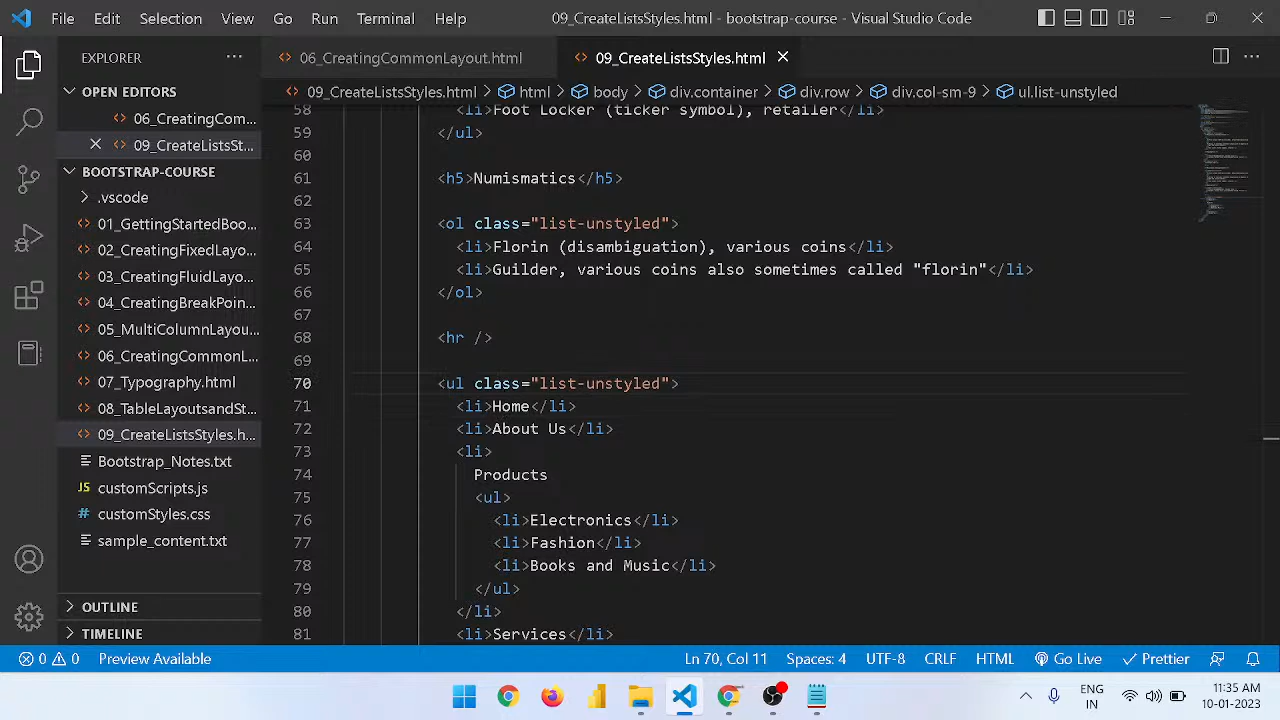 File Edit Selection View Go Run Terminal Help 09_CreateListsStyles.html - bootstrap-course - Visual Studio Code
EXPLORER
06_CreatingCommonLayout.html 09_CreateListsStyles.html
OPEN EDITORS
09_CreateListsStyles.html > html > body > div.container > div.row > div.col-sm-9 > ul.list-unstyled
06_CreatingCom...
09_CreateListsSt...
BOOTSTRAP-COURSE
.vscode
01_GettingStartedBoo...
02_CreatingFixedLayo...
03_CreatingFluidLayo...
04_CreatingBreakPoin...
05_MultiColumnLayou...
06_CreatingCommonL...
07_Typography.html
08_TableLayoutsandSt...
09_CreateListsStyles.h...
Bootstrap_Notes.txt
JS customScripts.js
# customStyles.css
sample_content.txt
OUTLINE
TIMELINE
58 <li>Foot Locker (ticker symbol), retailer</li>
59 </ul>
60
61 <h5>Numismatics</h5>
62
63 <ol class="list-unstyled">
64 <li>Florin (disambiguation), various coins</li>
65 <li>Guilder, various coins also sometimes called "florin"</li>
66 </ol>
67
68 <hr />
69
70 <ul class="list-unstyled">
71 <li>Home</li>
72 <li>About Us</li>
73 <li>
74 Products
75 <ul>
76 <li>Electronics</li>
77 <li>Fashion</li>
78 <li>Books and Music</li>
79 </ul>
80 </li>
81 <li>Services</li>
0 0 Preview Available Ln 70, Col 11 Spaces: 4 UTF-8 CRLF HTML Go Live Prettier
ENG
IN
11:35 AM
10-01-2023